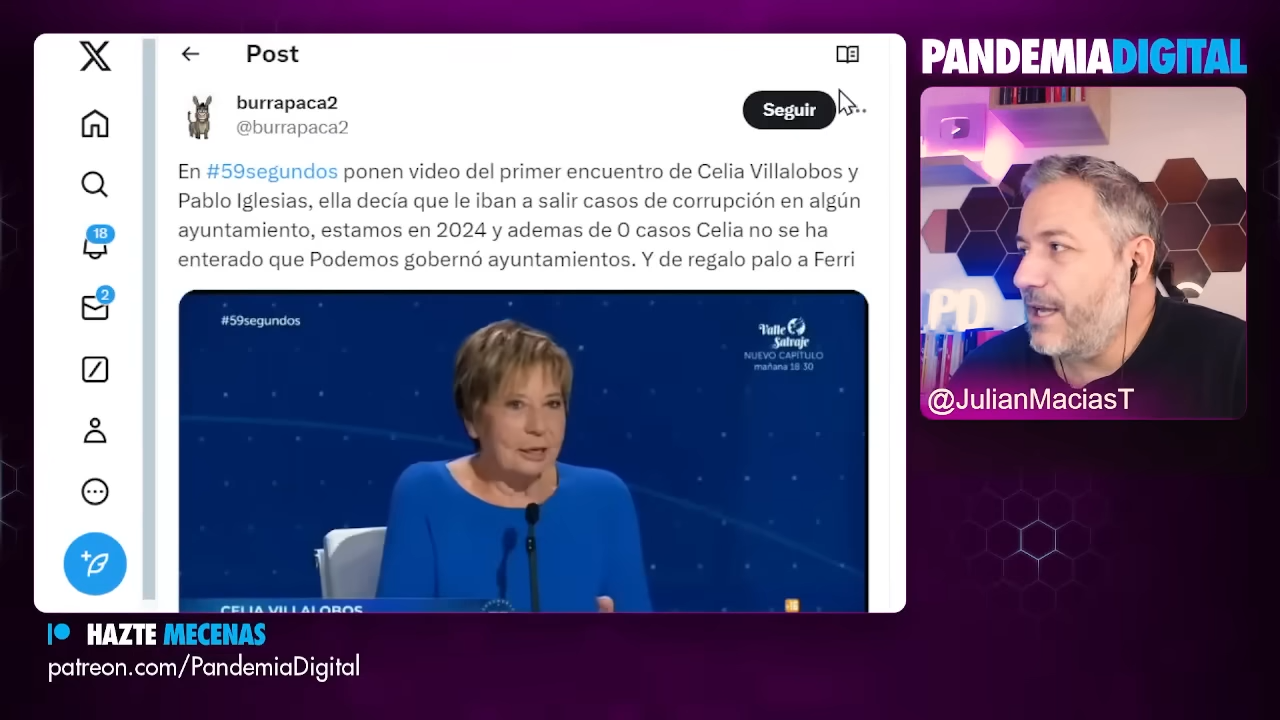 Post
burrapaca2
@burrapaca2
Seguir
En #59segundos ponen video del primer encuentro de Celia Villalobos y
Pablo Iglesias, ella decía que le iban a salir casos de corrupción en algún
ayuntamiento, estamos en 2024 y ademas de 0 casos Celia no se ha
enterado que Podemos gobernó ayuntamientos. Y de regalo palo a Ferri
18
2
#59segundos
Valle
Salvaje
NUEVO CAPÍTULO
mañana 18 30
CELIA VILLALOBOS
PANDEMIADIGITAL
PD
@JulianMaciasT
HAZTE MECENAS
patreon.com/PandemiaDigital